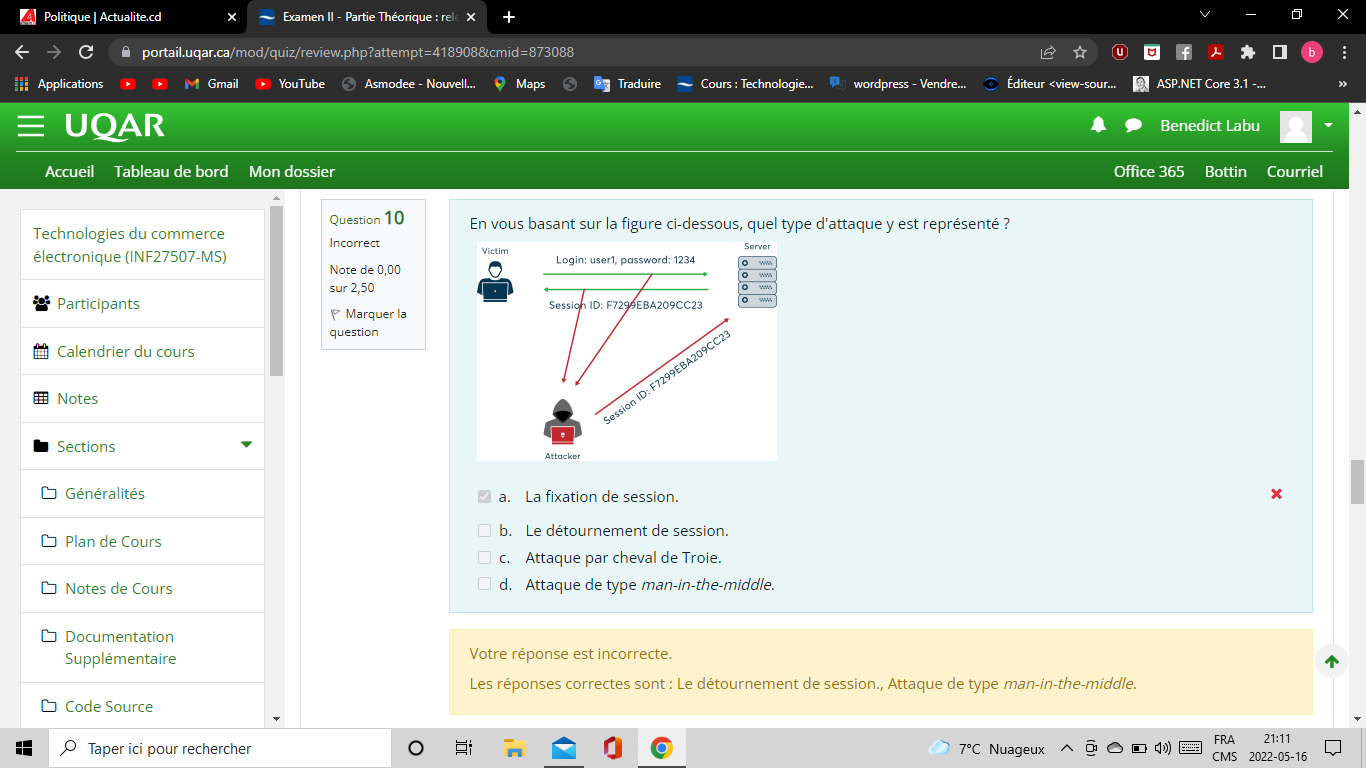 Politique | Actualite.cd
Examen II - Partie Théorique : rele
portail.uqar.ca/mod/quiz/review.php?attempt=418908&cmid=873088
Applications
Gmail
YouTube
Asmodee - Nouvell...
Maps
Traduire
Cours : Technologie...
wordpress - Vendre...
Éditeur <view-sour...
ASP.NET Core 3.1 -...
»
UQAR
Benedict Labu
Accueil
Tableau de bord
Mon dossier
Office 365
Bottin
Courriel
Technologies du commerce
électronique (INF27507-MS)
Participants
Calendrier du cours
Notes
Sections
Généralités
Plan de Cours
Notes de Cours
Documentation
Supplémentaire
Code Source
Question 10
Incorrect
Note de 0,00
sur 2,50
Marquer la
question
En vous basant sur la figure ci-dessous, quel type d'attaque y est représenté ?
Victim
Server
Login: user1, password: 1234
Session ID: F7299EBA209CC23
Session ID: F7299EBA209CC23
Attacker
a. La fixation de session.
b. Le détournement de session.
c. Attaque par cheval de Troie.
d. Attaque de type man-in-the-middle.
Votre réponse est incorrecte.
Les réponses correctes sont : Le détournement de session., Attaque de type man-in-the-middle.
Taper ici pour rechercher
7°C Nuageux
FRA
CMS
21:11
2022-05-16